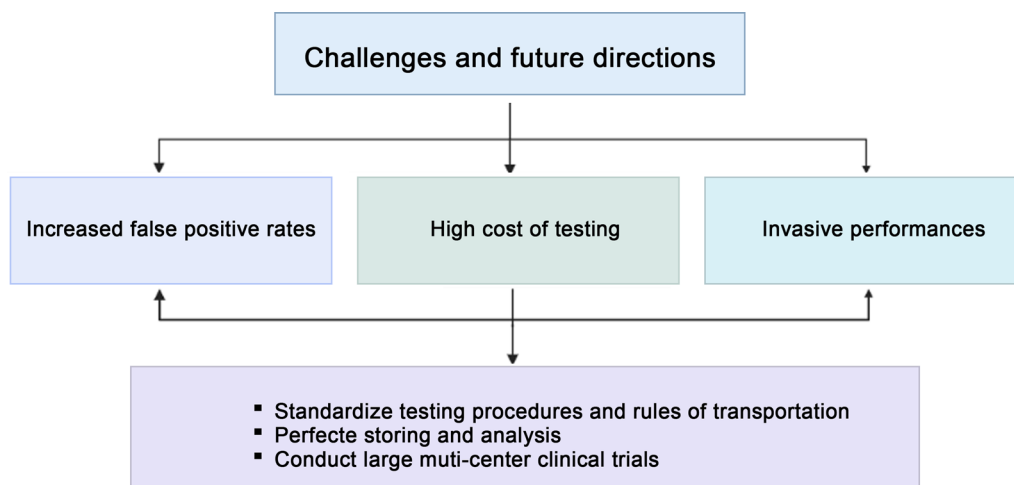 Challenges and future directions
Increased false positive rates
High cost of testing
Invasive performances
▪ Standardize testing procedures and rules of transportation
▪ Perfecte storing and analysis
▪ Conduct large muti-center clinical trials